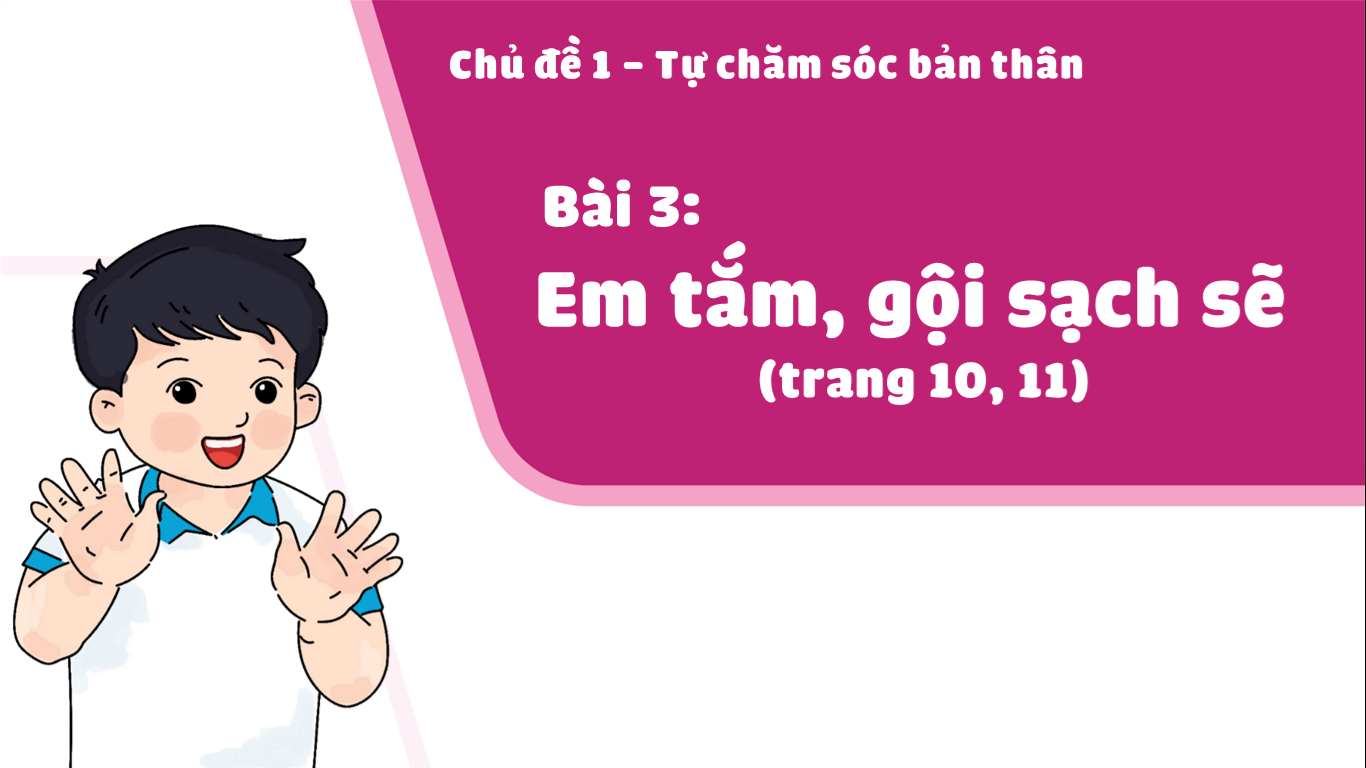 Chủ đề 1 – Tự chăm sóc bản thân
Bài 3:
Em tắm, gội sạch sẽ
(trang 10, 11)